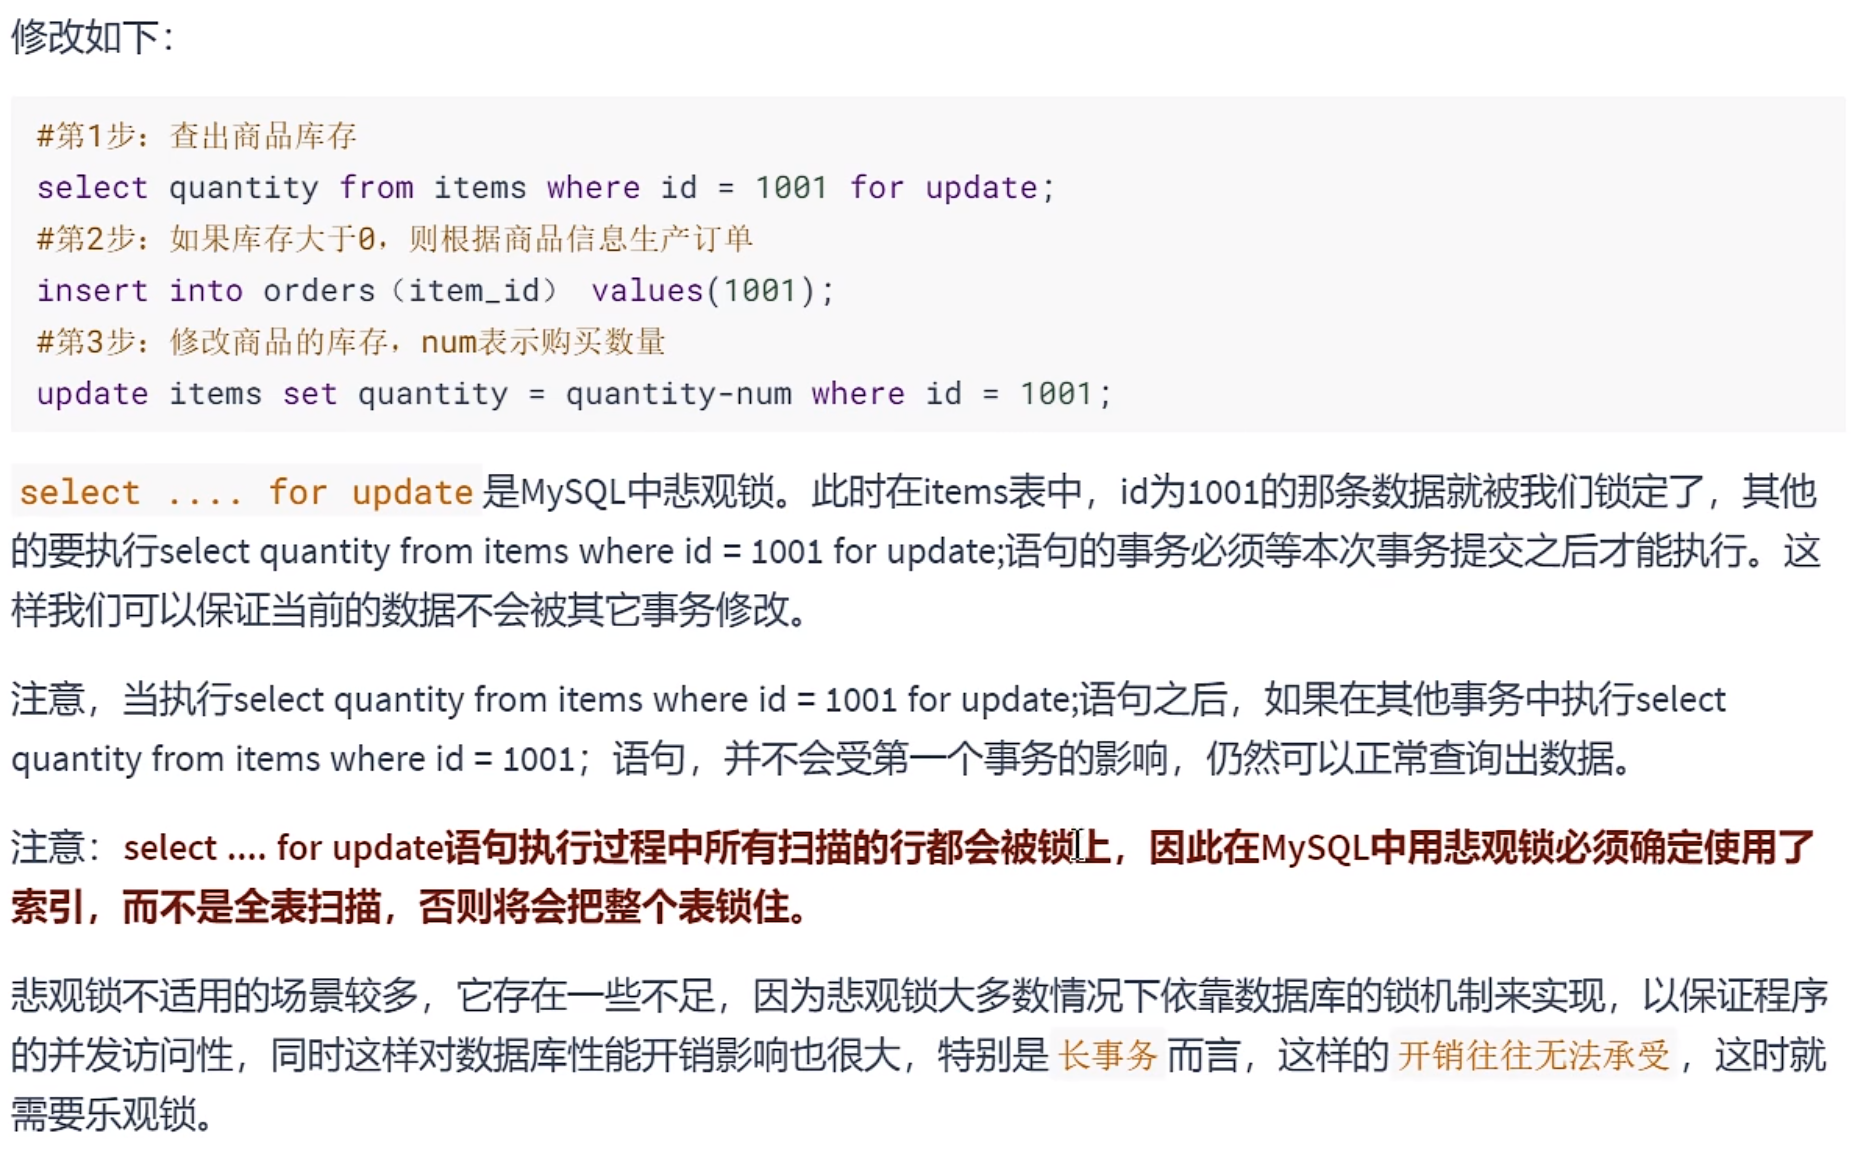 修改如下：
#第1步：查出商品库存
select quantity from items where id = 1001 for update;
#第2步：如果库存大于0，则根据商品信息生产订单
insert into orders（item_id） values(1001);
#第3步：修改商品的库存，num表示购买数量
update items set quantity = quantity-num where id = 1001;
select .... for update是MySQL中悲观锁。此时在items表中，id为1001的那条数据就被我们锁定了，其他
的要执行select quantity from items where id = 1001 for update;语句的事务必须等本次事务提交之后才能执行。这
样我们可以保证当前的数据不会被其它事务修改。
注意，当执行select quantity from items where id = 1001 for update;语句之后，如果在其他事务中执行select
quantity from items where id = 1001；语句，并不会受第一个事务的影响，仍然可以正常查询出数据。
注意：select .... for update语句执行过程中所有扫描的行都会被锁上，因此在MySQL中用悲观锁必须确定使用了
索引，而不是全表扫描，否则将会把整个表锁住。
悲观锁不适用的场景较多，它存在一些不足，因为悲观锁大多数情况下依靠数据库的锁机制来实现，以保证程序
的并发访问性，同时这样对数据库性能开销影响也很大，特别是长事务而言，这样的开销往往无法承受，这时就
需要乐观锁。